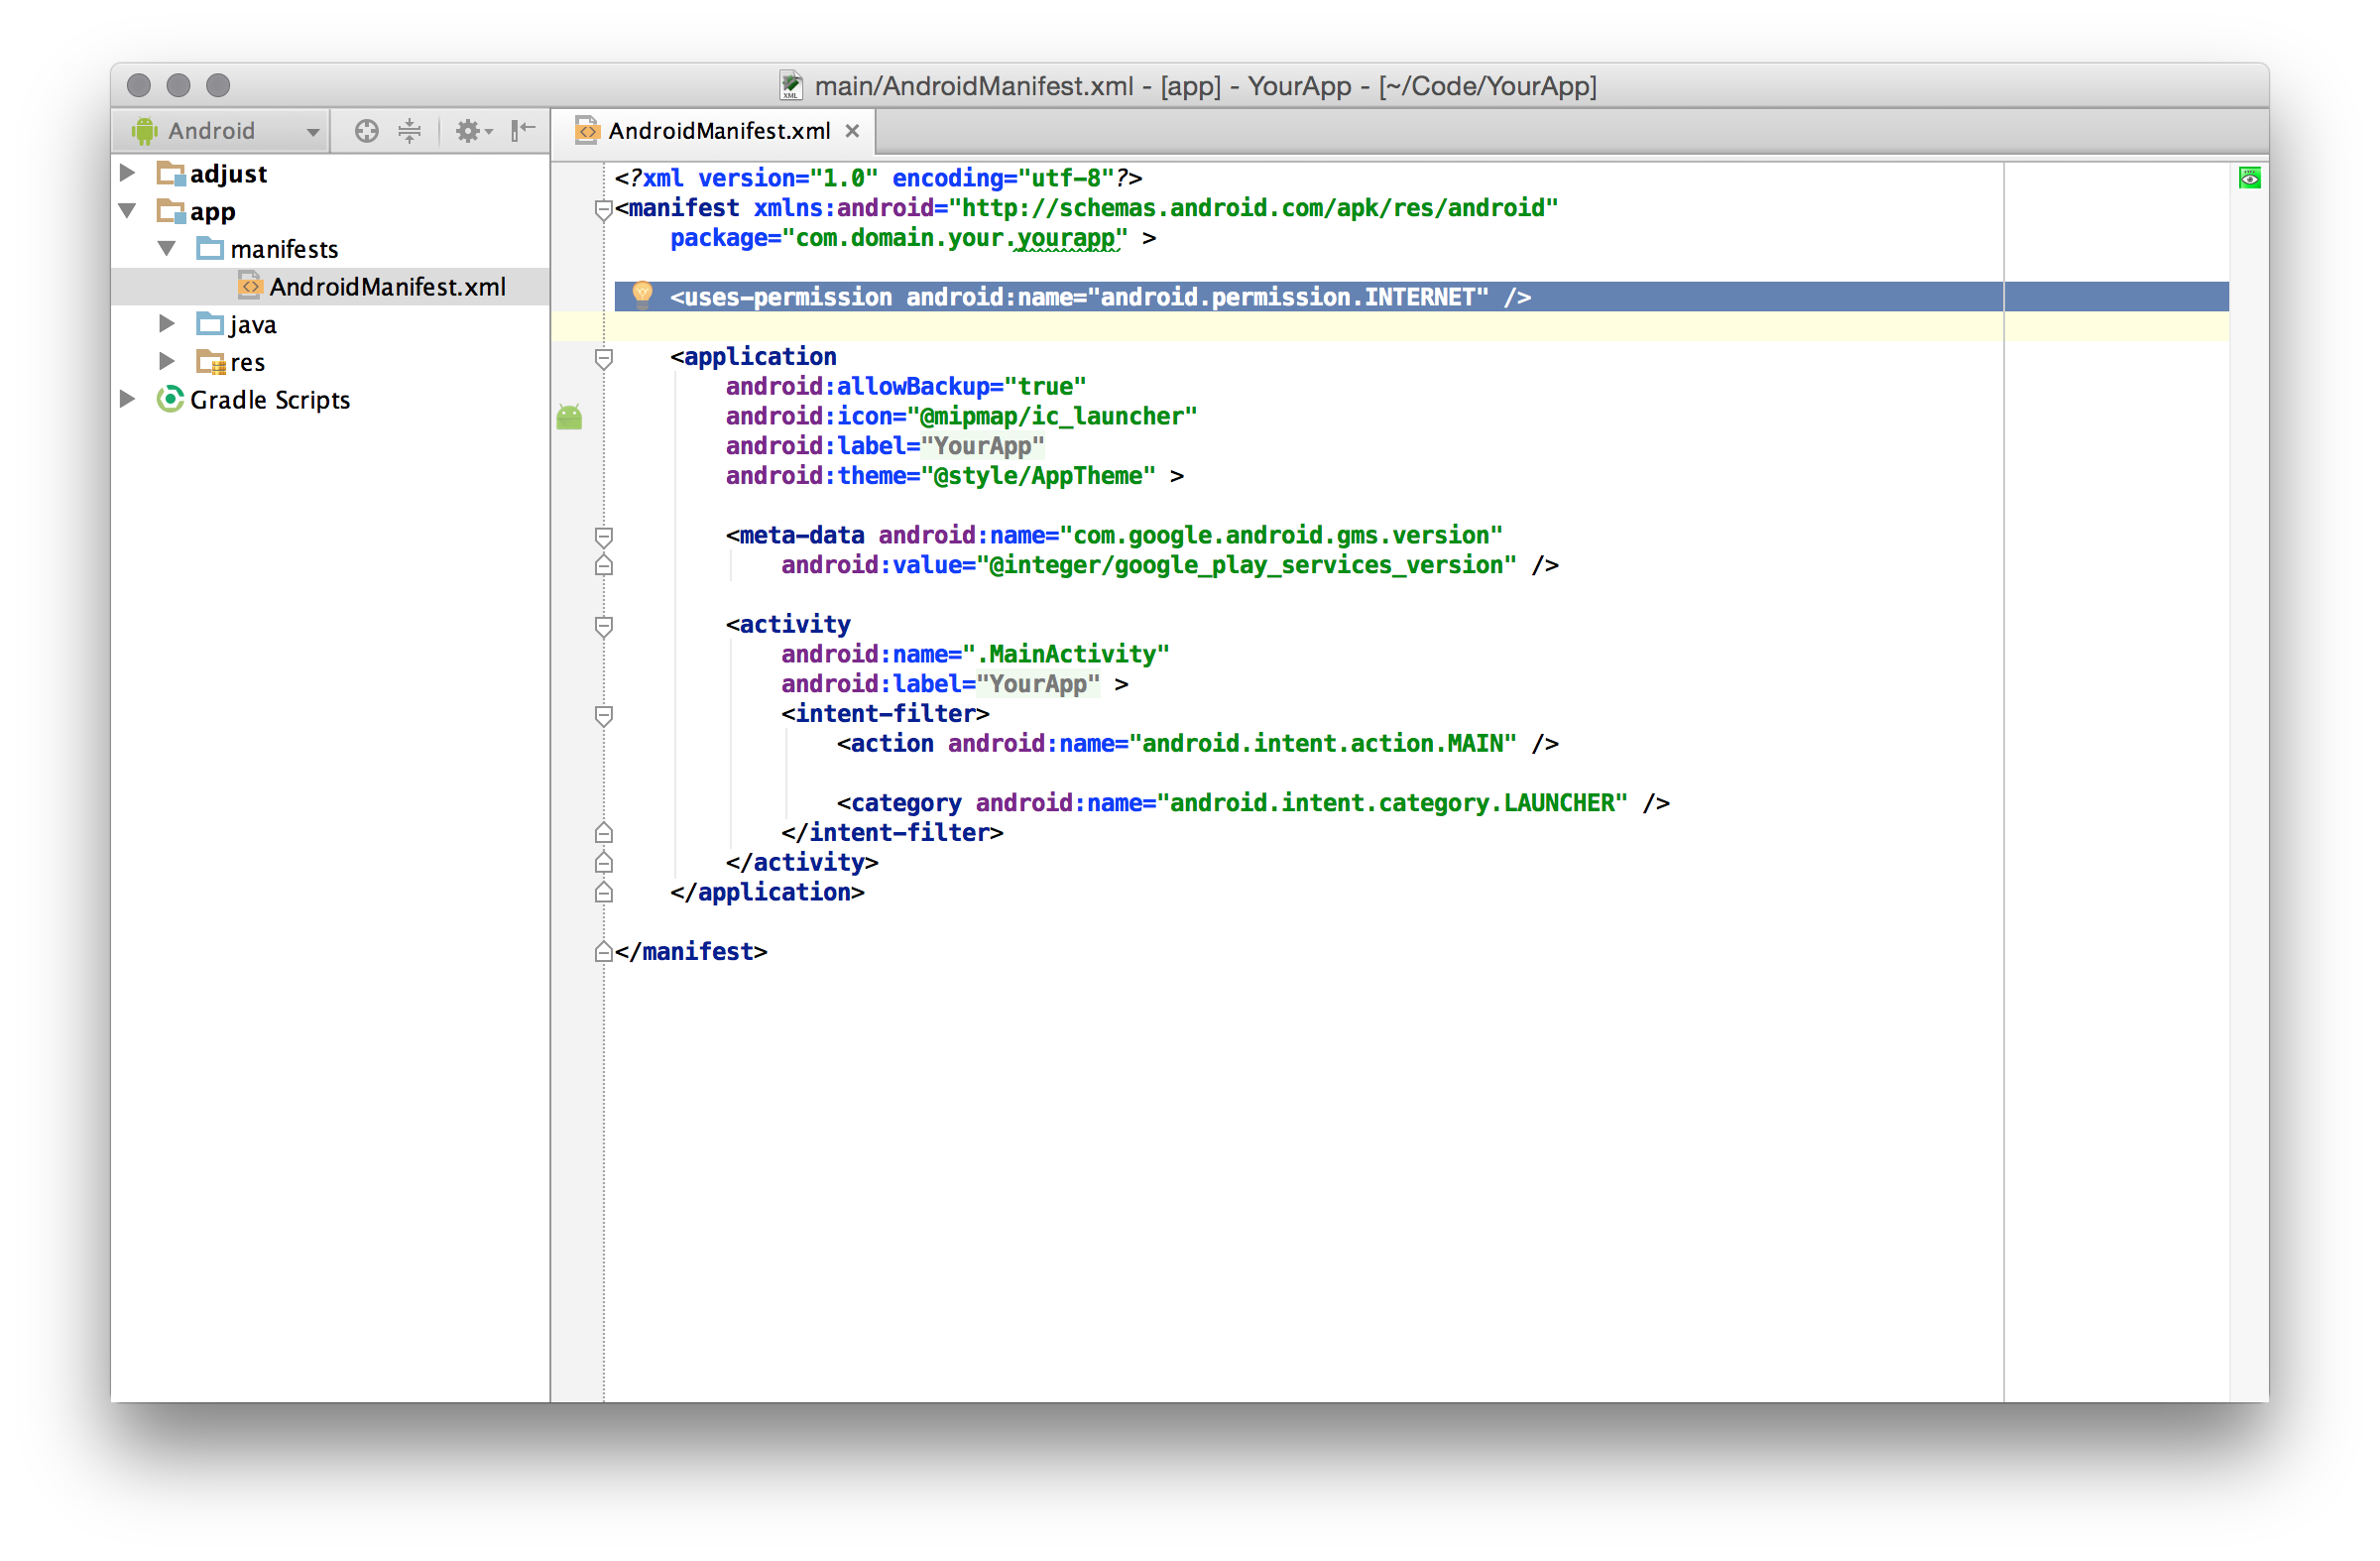 main/AndroidManifest.xml - [app] - YourApp - [~/Code/YourApp]
Android
AndroidManifest.xml
adjust
app
manifests
AndroidManifest.xml
java
res
Gradle Scripts
<?xml version="1.0" encoding="utf-8"?>
<manifest xmlns:android="http://schemas.android.com/apk/res/android"
    package="com.domain.your.yourapp" >
    <uses-permission android:name="android.permission.INTERNET" />
    <application
        android:allowBackup="true"
        android:icon="@mipmap/ic_launcher"
        android:label="YourApp"
        android:theme="@style/AppTheme" >
        <meta-data android:name="com.google.android.gms.version"
            android:value="@integer/google_play_services_version" />
        <activity
            android:name=".MainActivity"
            android:label="YourApp" >
            <intent-filter>
                <action android:name="android.intent.action.MAIN" />
                <category android:name="android.intent.category.LAUNCHER" />
            </intent-filter>
        </activity>
    </application>
</manifest>